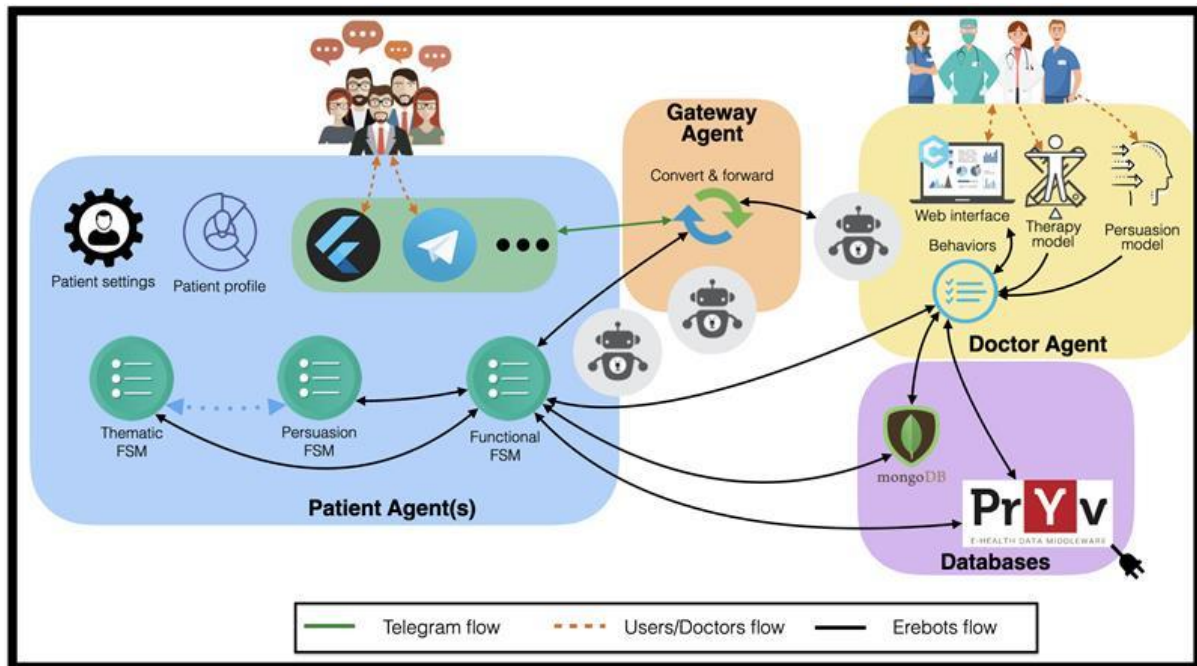 Gateway
Agent
Convert & forward
Patient settings
Patient profile
Web interface
Therapy
model
Persuasion
model
Behaviors
Doctor Agent
Thematic
FSM
Persuasion
FSM
Functional
FSM
Patient Agent(s)
mongoDB
PrYv
E-HEALTH DATA MIDDLEWARE
Databases
Telegram flow
Users/Doctors flow
Erebots flow